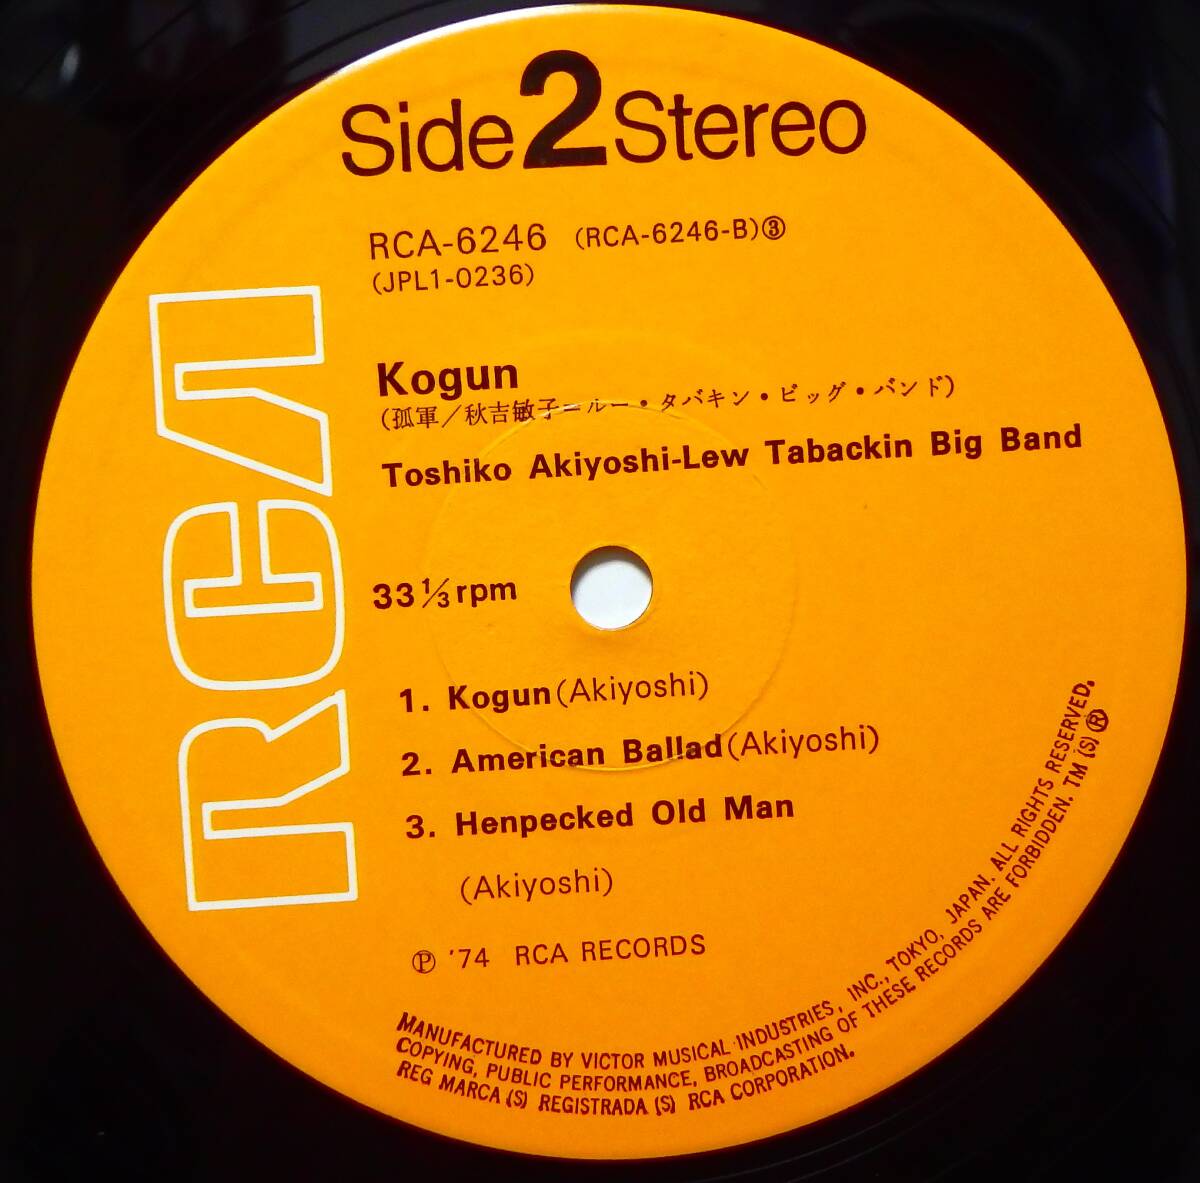 Side 2 Stereo
RCA-6246 (RCA-6246-B)③
(JPL1-0236)
RCA
Kogun
(孤軍／秋吉敏子=ルー・タバキン・ビッグ・バンド)
Toshiko Akiyoshi-Lew Tabackin Big Band
33 1/3 rpm
1. Kogun (Akiyoshi)
2. American Ballad (Akiyoshi)
3. Henpecked Old Man
(Akiyoshi)
℗ '74 RCA RECORDS
MANUFACTURED BY VICTOR MUSICAL INDUSTRIES, INC., TOKYO, JAPAN. ALL RIGHTS RESERVED.
COPYING, PUBLIC PERFORMANCE, BROADCASTING OF THESE RECORDS ARE FORBIDDEN. TM (S) ®
REG MARCA (S) REGISTRADA (S) RCA CORPORATION.